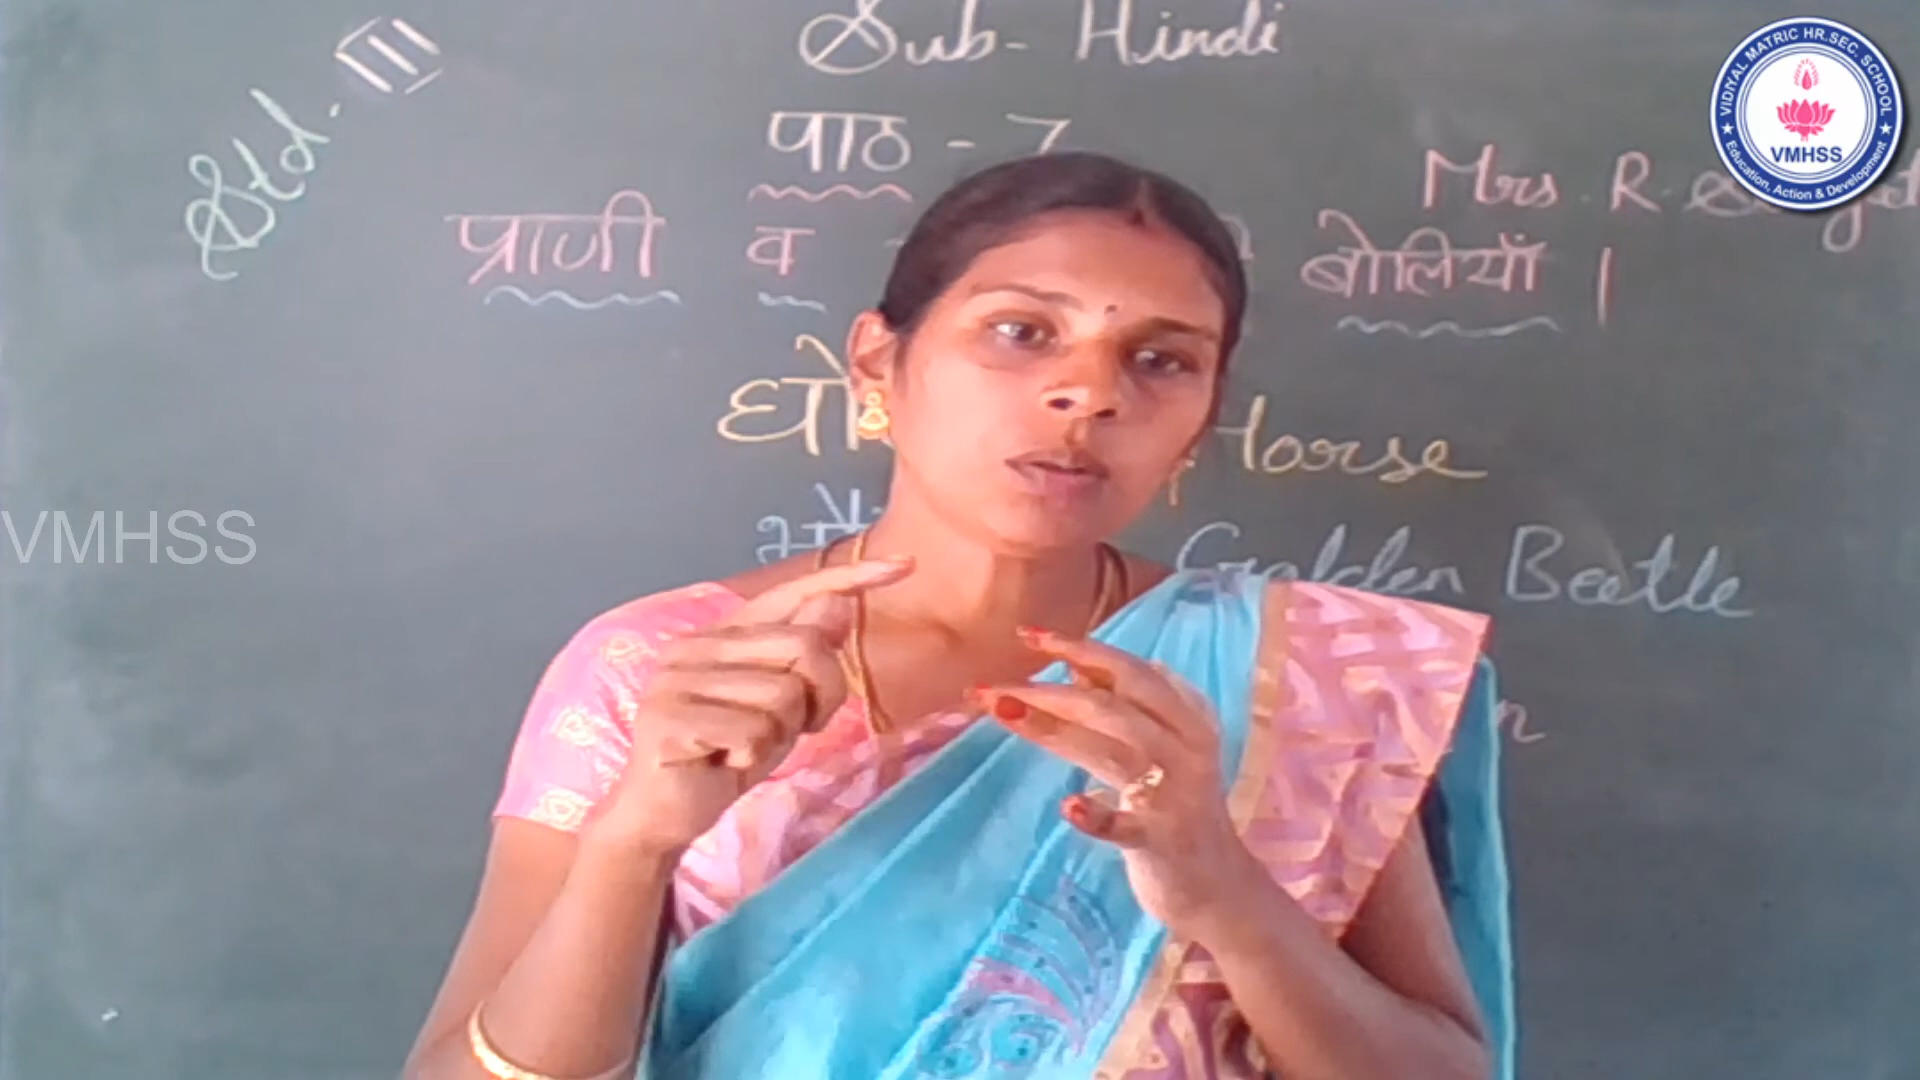 Sub- Hindi
Std- III
पाठ - 7
Mrs. R.
प्राणी व बोलियाँ ।
Horse
Golden Beetle
VIDIYAL MATRIC HR.SEC. SCHOOL
VMHSS
Education, Action & Development
VMHSS